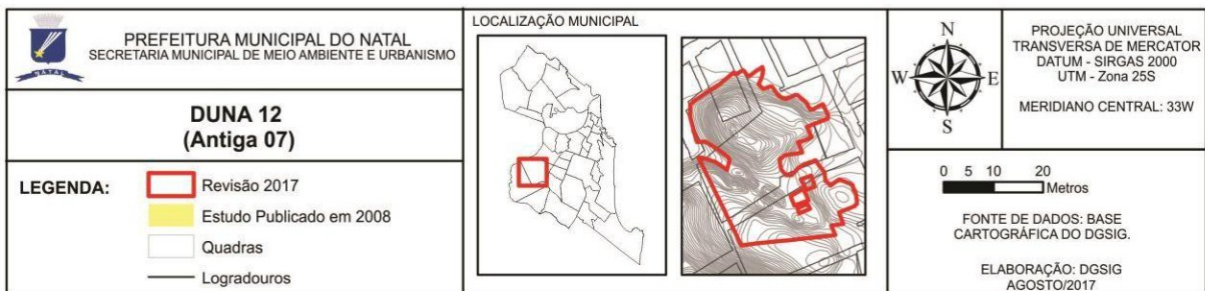 PREFEITURA MUNICIPAL DO NATAL
SECRETARIA MUNICIPAL DE MEIO AMBIENTE E URBANISMO
NATAL
DUNA 12
(Antiga 07)
LEGENDA:
Revisão 2017
Estudo Publicado em 2008
Quadras
Logradouros
LOCALIZAÇÃO MUNICIPAL
N
W
E
S
PROJEÇÃO UNIVERSAL
TRANSVERSA DE MERCATOR
DATUM - SIRGAS 2000
UTM - Zona 25S
MERIDIANO CENTRAL: 33W
0 5 10 20
Metros
FONTE DE DADOS: BASE
CARTOGRÁFICA DO DGSIG.
ELABORAÇÃO: DGSIG
AGOSTO/2017